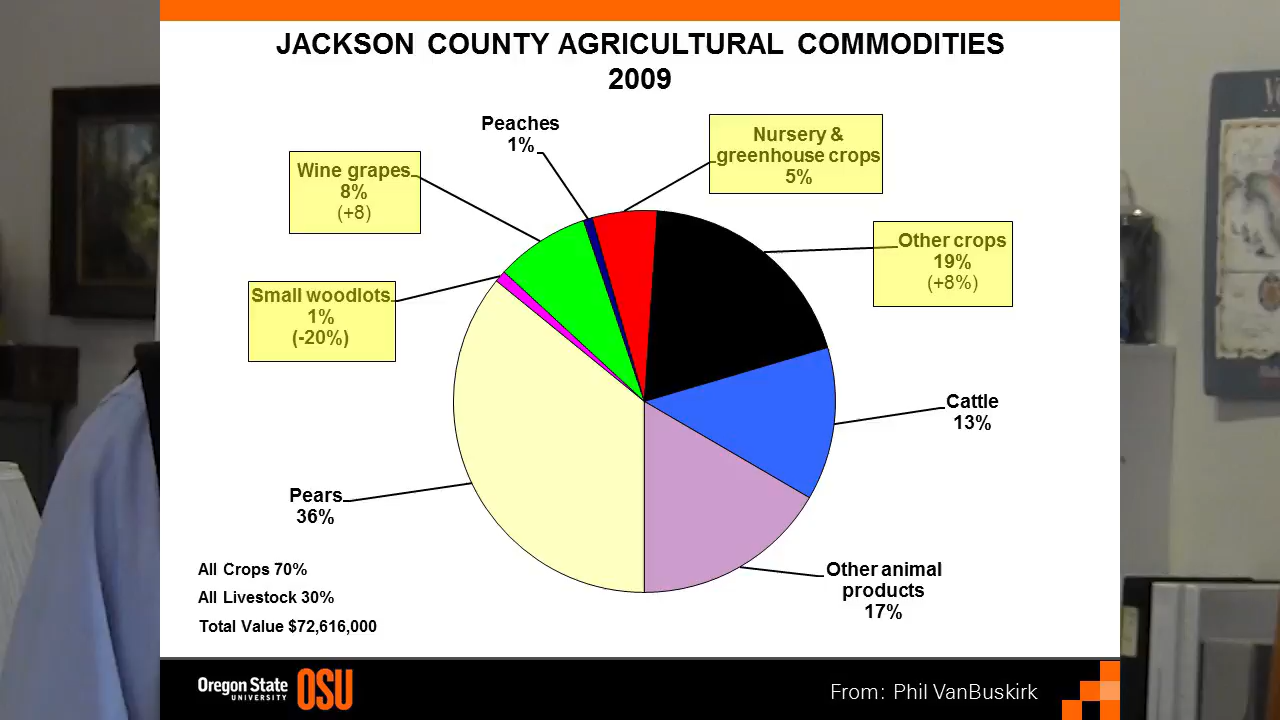 JACKSON COUNTY AGRICULTURAL COMMODITIES
2009
Peaches
1%
Nursery &
greenhouse crops
5%
Wine grapes
8%
(+8)
Other crops
19%
(+8%)
Small woodlots
1%
(-20%)
Cattle
13%
Pears
36%
Other animal
products
17%
All Crops 70%
All Livestock 30%
Total Value $72,616,000
Oregon State
UNIVERSITY
OSU
From: Phil VanBuskirk